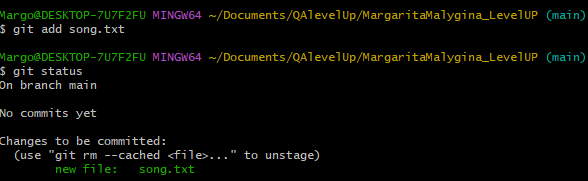 Margo@DESKTOP-7U7F2FU MINGW64 ~/Documents/QAlevelUp/MargaritaMalygina_LevelUP (main)
$ git add song.txt
Margo@DESKTOP-7U7F2FU MINGW64 ~/Documents/QAlevelUp/MargaritaMalygina_LevelUP (main)
$ git status
On branch main
No commits yet
Changes to be committed:
  (use "git rm --cached <file>..." to unstage)
        new file:   song.txt